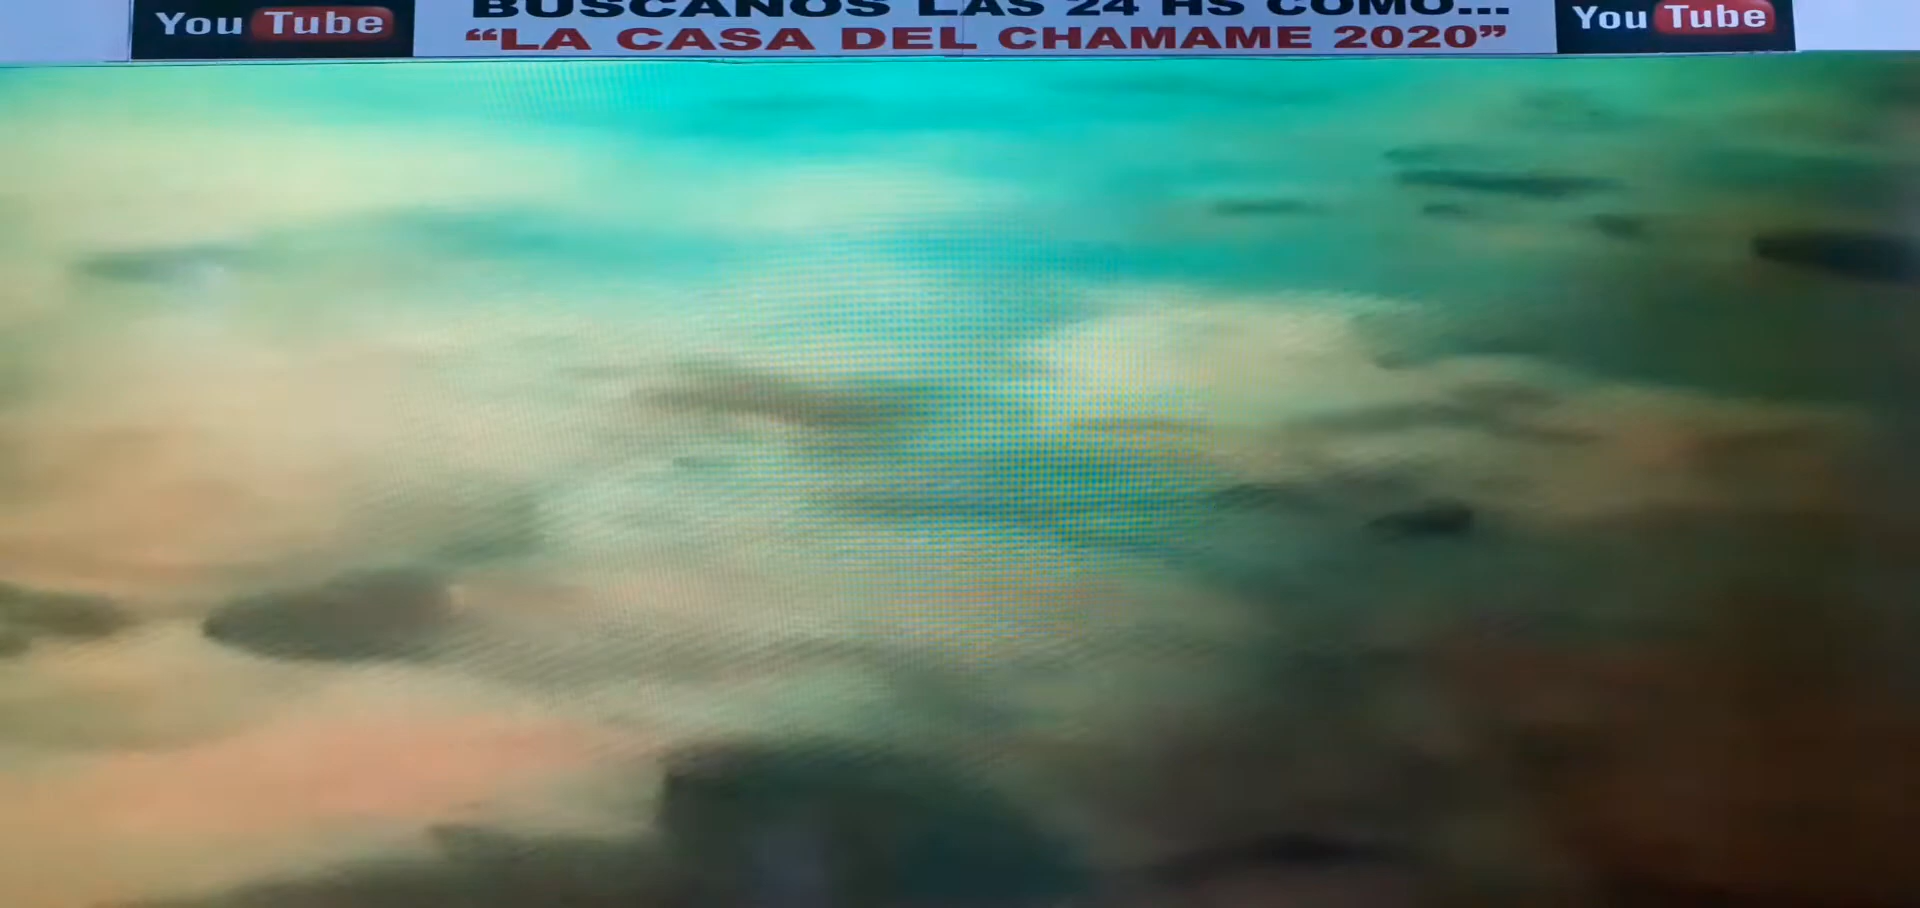 YouTube BUSCANOS LAS 24 HS COMO... YouTube
“LA CASA DEL CHAMAME 2020”